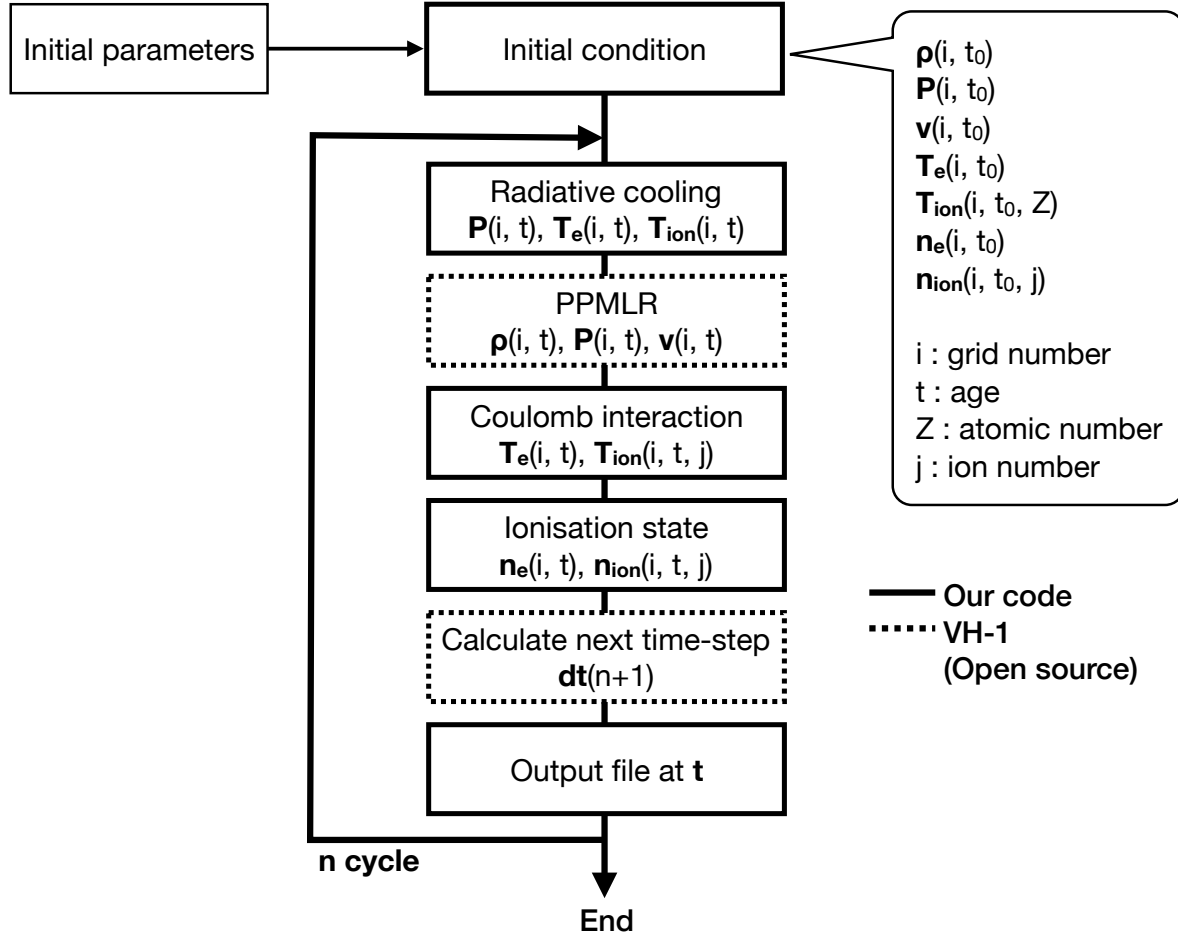 Initial parameters
Initial condition
ρ(i, t₀)
P(i, t₀)
v(i, t₀)
Tₑ(i, t₀)
Tᵢₒₙ(i, t₀, Z)
nₑ(i, t₀)
nᵢₒₙ(i, t₀, j)
i : grid number
t : age
Z : atomic number
j : ion number
Radiative cooling
P(i, t), Tₑ(i, t), Tᵢₒₙ(i, t)
PPMLR
ρ(i, t), P(i, t), v(i, t)
Coulomb interaction
Tₑ(i, t), Tᵢₒₙ(i, t, j)
Ionisation state
nₑ(i, t), nᵢₒₙ(i, t, j)
Calculate next time-step
dt(n+1)
Output file at t
n cycle
End
Our code
VH-1
(Open source)